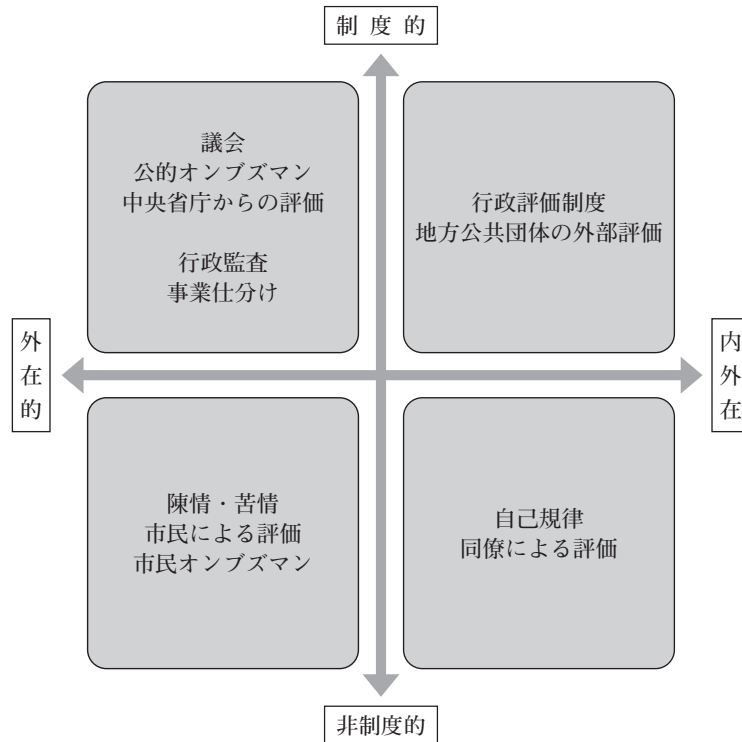 制度的
議会
公的オンブズマン
中央省庁からの評価
行政監査
事業仕分け
行政評価制度
地方公共団体の外部評価
外在的
内外在
陳情・苦情
市民による評価
市民オンブズマン
自己規律
同僚による評価
非制度的